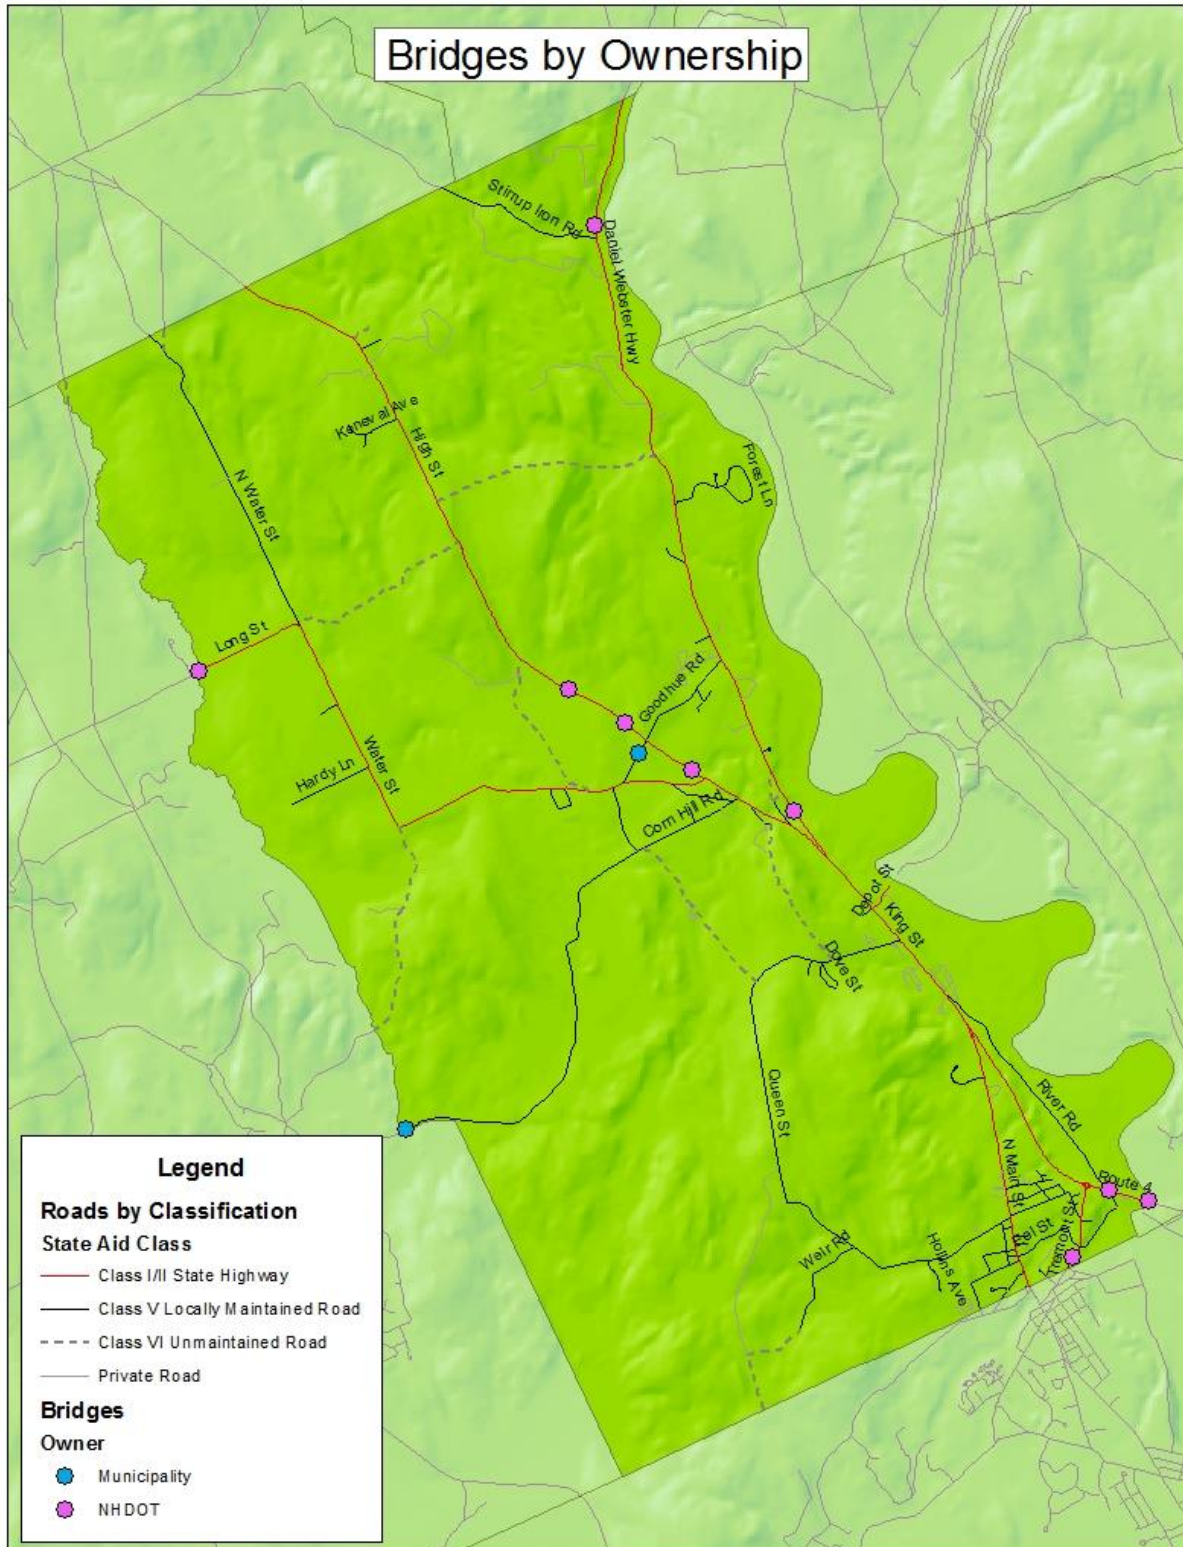 Bridges by Ownership
Stirrup Iron Rd
Daniel Webster Hwy
Keneval Ave
High St
Forest Ln
N Water St
Long St
Goodhue Rd
Water St
Hardy Ln
Corn Hill Rd
Depot St
King St
Dove St
Queen St
River Rd
N Main St
Route 4
Tremont St
Weir Rd
Hollins Ave
Legend
Roads by Classification
State Aid Class
Class I/II State Highway
Class V Locally Maintained Road
Class VI Unmaintained Road
Private Road
Bridges
Owner
Municipality
NHDOT